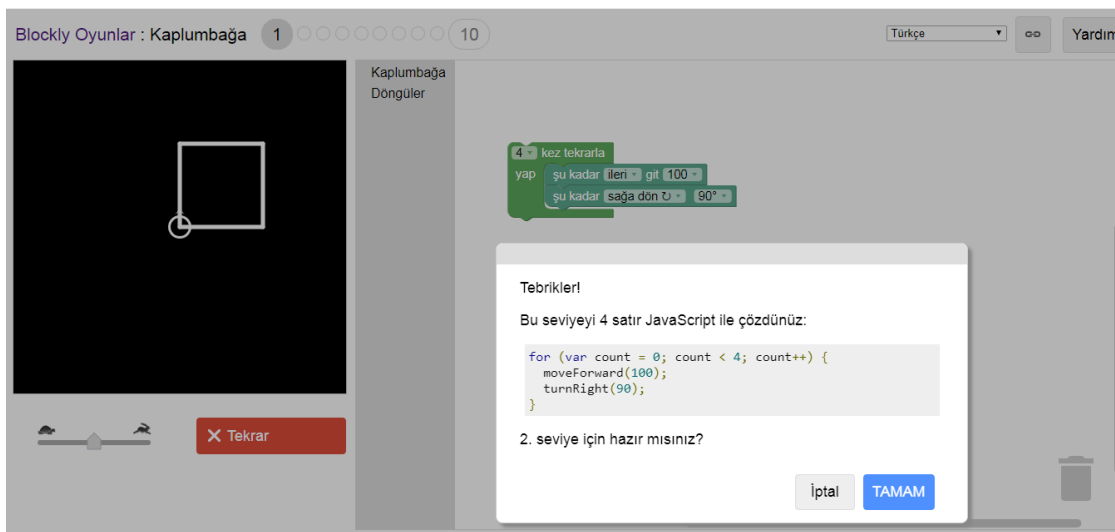 Blockly Oyunlar : Kaplumbağa 1 10 Türkçe Yardım
Kaplumbağa
Döngüler
4 kez tekrarla
yap şu kadar ileri git 100
şu kadar sağa dön ↻ 90°
Tebrikler!
Bu seviyeyi 4 satır JavaScript ile çözdünüz:
for (var count = 0; count < 4; count++) {
moveForward(100);
turnRight(90);
}
2. seviye için hazır mısınız?
İptal TAMAM
Tekrar